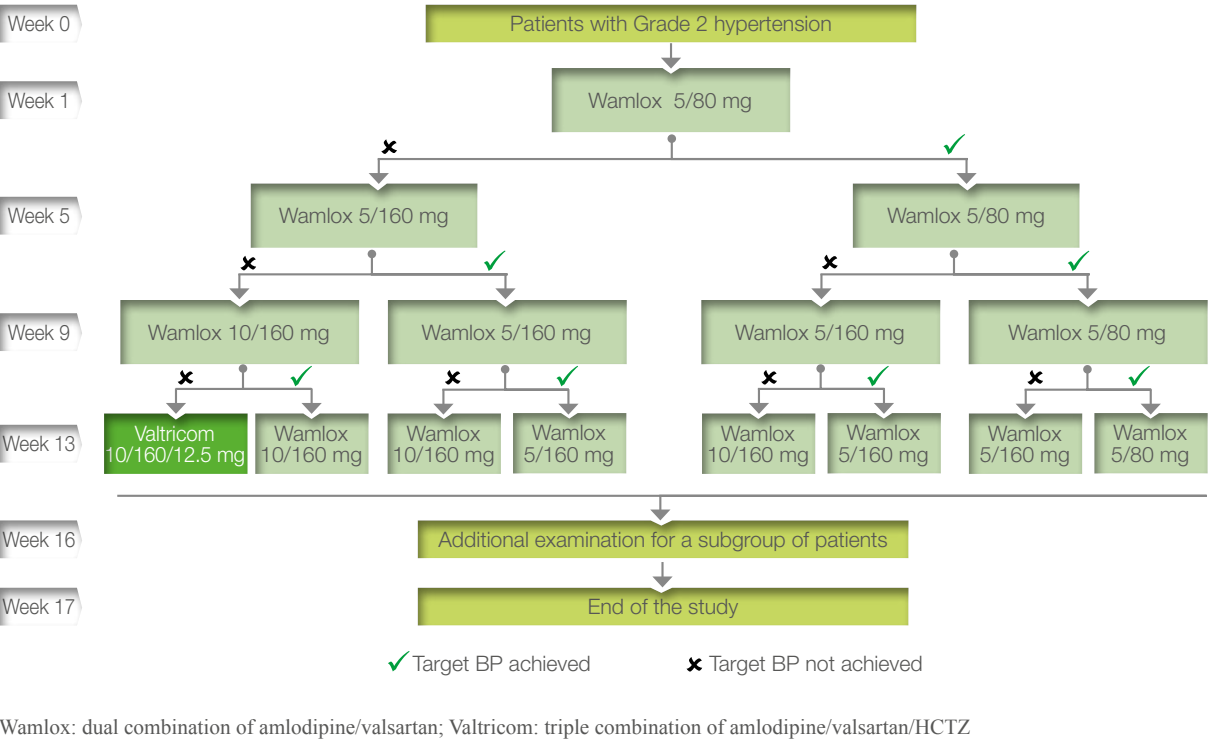 Week 0
Patients with Grade 2 hypertension
Week 1
Wamlox 5/80 mg
✘
✓
Week 5
Wamlox 5/160 mg
Wamlox 5/80 mg
✘
✓
✘
✓
Week 9
Wamlox 10/160 mg
Wamlox 5/160 mg
Wamlox 5/160 mg
Wamlox 5/80 mg
✘
✓
✘
✓
✘
✓
✘
✓
Week 13
Valtricom
10/160/12.5 mg
Wamlox
10/160 mg
Wamlox
10/160 mg
Wamlox
5/160 mg
Wamlox
10/160 mg
Wamlox
5/160 mg
Wamlox
5/160 mg
Wamlox
5/80 mg
Week 16
Additional examination for a subgroup of patients
Week 17
End of the study
✓ Target BP achieved
✘ Target BP not achieved
Wamlox: dual combination of amlodipine/valsartan; Valtricom: triple combination of amlodipine/valsartan/HCTZ